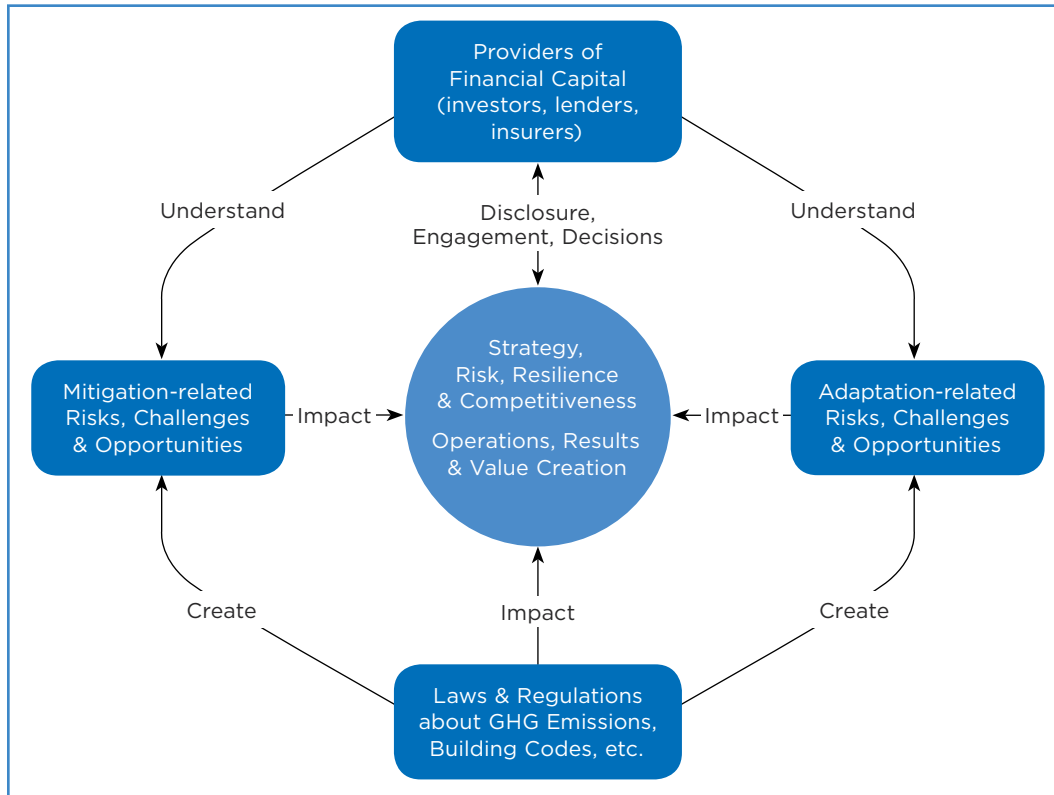 Providers of
Financial Capital
(investors, lenders,
insurers)
Understand
Disclosure,
Engagement, Decisions
Understand
Mitigation-related
Risks, Challenges
& Opportunities
Impact
Strategy,
Risk, Resilience
& Competitiveness
Operations, Results
& Value Creation
Impact
Adaptation-related
Risks, Challenges
& Opportunities
Create
Impact
Create
Laws & Regulations
about GHG Emissions,
Building Codes, etc.